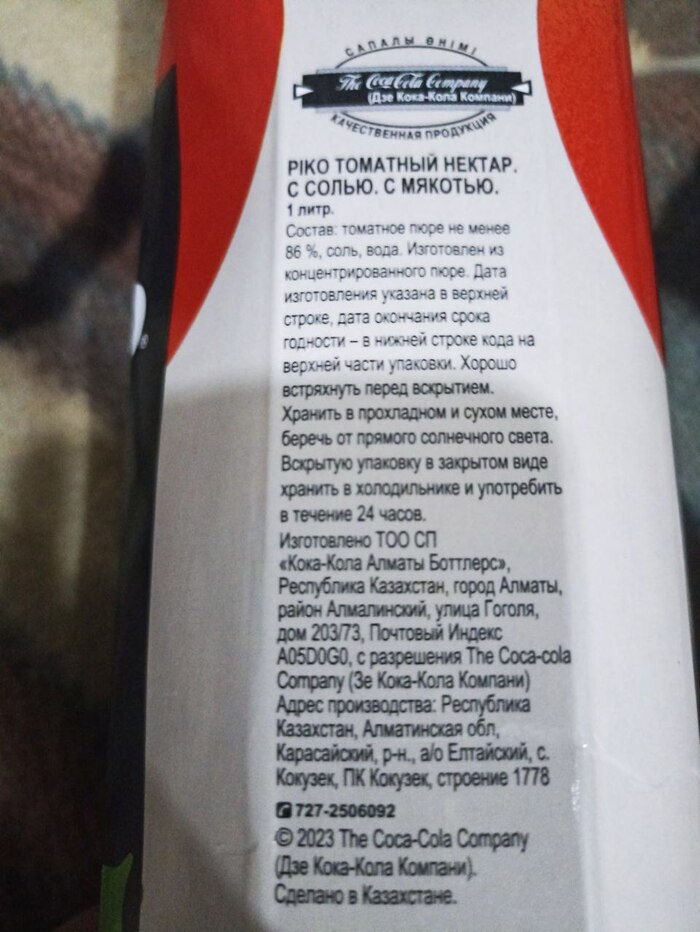 САПАЛЫ ӨНІМІ
The Coca-Cola Company
(Дзе Кока-Кола Компани)
КАЧЕСТВЕННАЯ ПРОДУКЦИЯ
PIKO ТОМАТНЫЙ НЕКТАР.
С СОЛЬЮ. С МЯКОТЬЮ.
1 литр.
Состав: томатное пюре не менее
86 %, соль, вода. Изготовлен из
концентрированного пюре. Дата
изготовления указана в верхней
строке, дата окончания срока
годности – в нижней строке кода на
верхней части упаковки. Хорошо
встряхнуть перед вскрытием.
Хранить в прохладном и сухом месте,
беречь от прямого солнечного света.
Вскрытую упаковку в закрытом виде
хранить в холодильнике и употребить
в течение 24 часов.
Изготовлено ТОО СП
«Кока-Кола Алматы Боттлерс»,
Республика Казахстан, город Алматы,
район Алмалинский, улица Гоголя,
дом 203/73, Почтовый Индекс
A05D0G0, с разрешения The Coca-cola
Company (Зе Кока-Кола Компани)
Адрес производства: Республика
Казахстан, Алматинская обл,
Карасайский, р-н., а/о Елтайский, с.
Кокузек, ПК Кокузек, строение 1778
727-2506092
© 2023 The Coca-Cola Company
(Дзе Кока-Кола Компани).
Сделано в Казахстане.